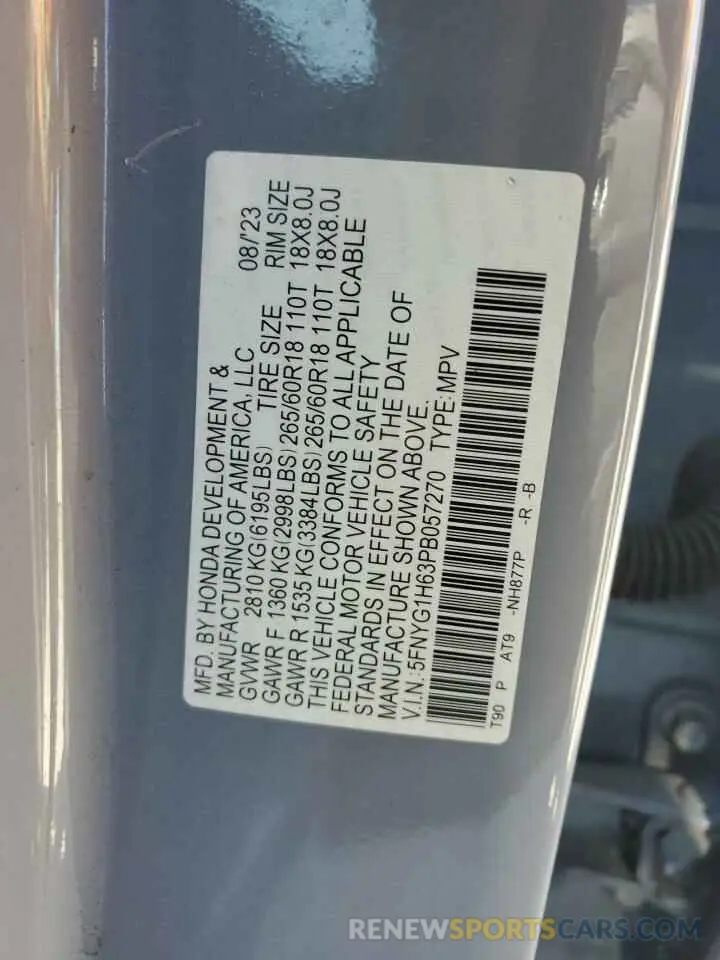 MFD. BY HONDA DEVELOPMENT &
MANUFACTURING OF AMERICA, LLC 08/'23
GVWR 2810 KG(6195LBS) TIRE SIZE RIM SIZE
GAWR F 1360 KG(2998LBS) 265/60R18 110T 18X8.0J
GAWR R 1535 KG(3384LBS) 265/60R18 110T 18X8.0J
THIS VEHICLE CONFORMS TO ALL APPLICABLE
FEDERAL MOTOR VEHICLE SAFETY
STANDARDS IN EFFECT ON THE DATE OF
MANUFACTURE SHOWN ABOVE.
V.I.N.:5FNYG1H63PB057270 TYPE:MPV
T90 P AT9 -NH877P -R -B
RENEWSPORTSCARS.COM